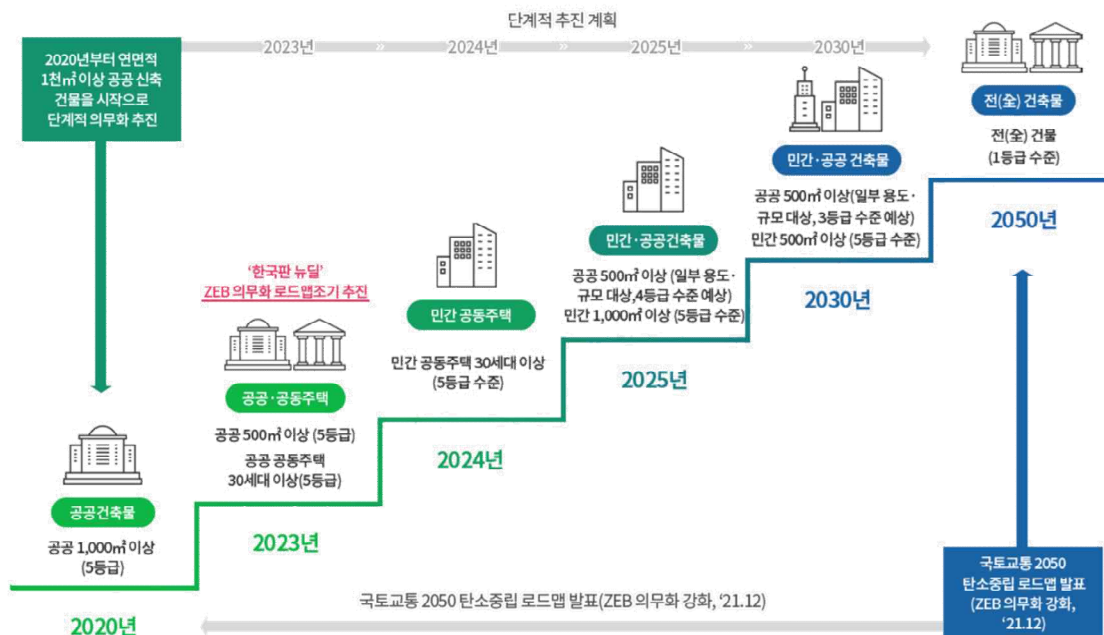 단계적 추진 계획
2023년
2024년
2025년
2030년
2020년부터 연면적
1천㎡ 이상 공공 신축
건물을 시작으로
단계적 의무화 추진
공공건축물
공공 1,000㎡ 이상
(5등급)
2020년
‘한국판 뉴딜’
ZEB 의무화 로드맵조기 추진
공공·공동주택
공공 500㎡ 이상 (5등급)
공공 공동주택
30세대 이상(5등급)
2023년
민간 공동주택
민간 공동주택 30세대 이상
(5등급 수준)
2024년
민간·공공건축물
공공 500㎡ 이상 (일부 용도·
규모 대상,4등급 수준 예상)
민간 1,000㎡ 이상 (5등급 수준)
2025년
민간·공공 건축물
공공 500㎡ 이상(일부 용도·
규모 대상, 3등급 수준 예상)
민간 500㎡ 이상 (5등급 수준)
2030년
전(全) 건축물
전(全) 건물
(1등급 수준)
2050년
국토교통 2050
탄소중립 로드맵 발표
(ZEB 의무화 강화,
‘21.12)
국토교통 2050 탄소중립 로드맵 발표(ZEB 의무화 강화, ‘21.12)